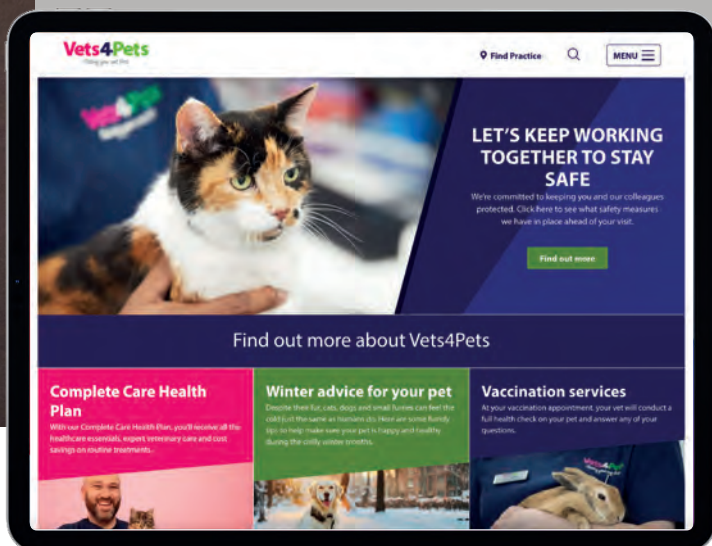 Vets4Pets
Find Practice
MENU
Vets4Pets
LET'S KEEP WORKING
TOGETHER TO STAY
SAFE
We're committed to keeping you and our colleagues
protected. Click here to see what safety measures
we have in place ahead of your visit.
Find out more
Find out more about Vets4Pets
Complete Care Health
Plan
With our Complete Care Health Plan, you'll receive all the
healthcare essentials, expert veterinary care and cost
savings on routine treatments.
Winter advice for your pet
Despite their fur, cats, dogs and small furries can feel the
cold just the same as humans do. Here are some handy
tips to help make sure your pet is happy and healthy
during the chilly winter months.
Vaccination services
At your vaccination appointment, your vet will conduct a
full health check on your pet and answer any of your
questions.
Vets4Pets